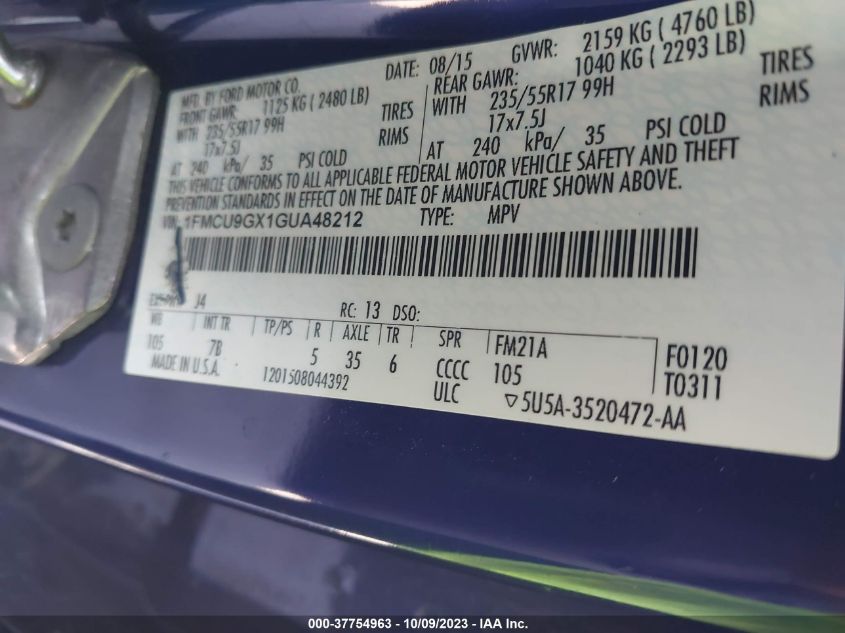 MFD. BY FORD MOTOR CO.
DATE: 08/15 GVWR: 2159 KG ( 4760 LB)
FRONT GAWR: 1125 KG ( 2480 LB) REAR GAWR: 1040 KG ( 2293 LB)
WITH 235/55R17 99H TIRES WITH 235/55R17 99H TIRES
17x7.5J RIMS 17x7.5J RIMS
AT 240 kPa/ 35 PSI COLD AT 240 kPa/ 35 PSI COLD
THIS VEHICLE CONFORMS TO ALL APPLICABLE FEDERAL MOTOR VEHICLE SAFETY AND THEFT
PREVENTION STANDARDS IN EFFECT ON THE DATE OF MANUFACTURE SHOWN ABOVE.
VIN: 1FMCU9GX1GUA48212 TYPE: MPV
J4 RC: 13 DSO:
WB INT TR TP/PS R AXLE TR SPR FM21A F0120
105 7B 5 35 6 CCCC 105 T0311
MADE IN U.S.A. 1201508044392 ULC ▽5U5A-3520472-AA
000-37754963 - 10/09/2023 - IAA Inc.